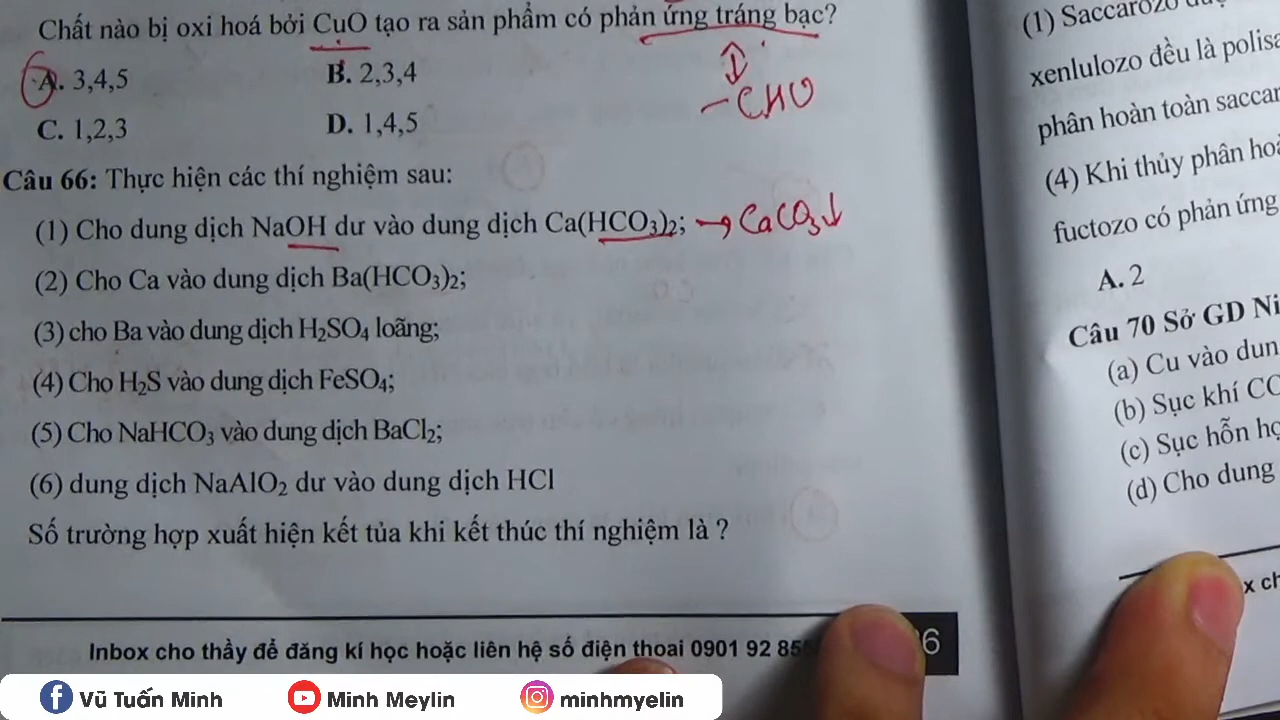 Chất nào bị oxi hoá bởi CuO tạo ra sản phẩm có phản ứng tráng bạc?
A. 3,4,5
B. 2,3,4
C. 1,2,3
D. 1,4,5
-CHO
Câu 66: Thực hiện các thí nghiệm sau:
(1) Cho dung dịch NaOH dư vào dung dịch Ca(HCO₃)₂; → CaCO₃↓
(2) Cho Ca vào dung dịch Ba(HCO₃)₂;
(3) cho Ba vào dung dịch H₂SO₄ loãng;
(4) Cho H₂S vào dung dịch FeSO₄;
(5) Cho NaHCO₃ vào dung dịch BaCl₂;
(6) dung dịch NaAlO₂ dư vào dung dịch HCl
Số trường hợp xuất hiện kết tủa khi kết thúc thí nghiệm là ?
Inbox cho thầy để đăng kí học hoặc liên hệ số điện thoai 0901 92 85
6
(1) Saccarozo
xenlulozo đều là polisa
phân hoàn toàn saccar
(4) Khi thủy phân hoà
fuctozo có phản ứng
A. 2
Câu 70 Sở GD Ni
(a) Cu vào dun
(b) Sục khí CO
(c) Sục hỗn hợ
(d) Cho dung
x ch
Vũ Tuấn Minh
Minh Meylin
minhmyelin